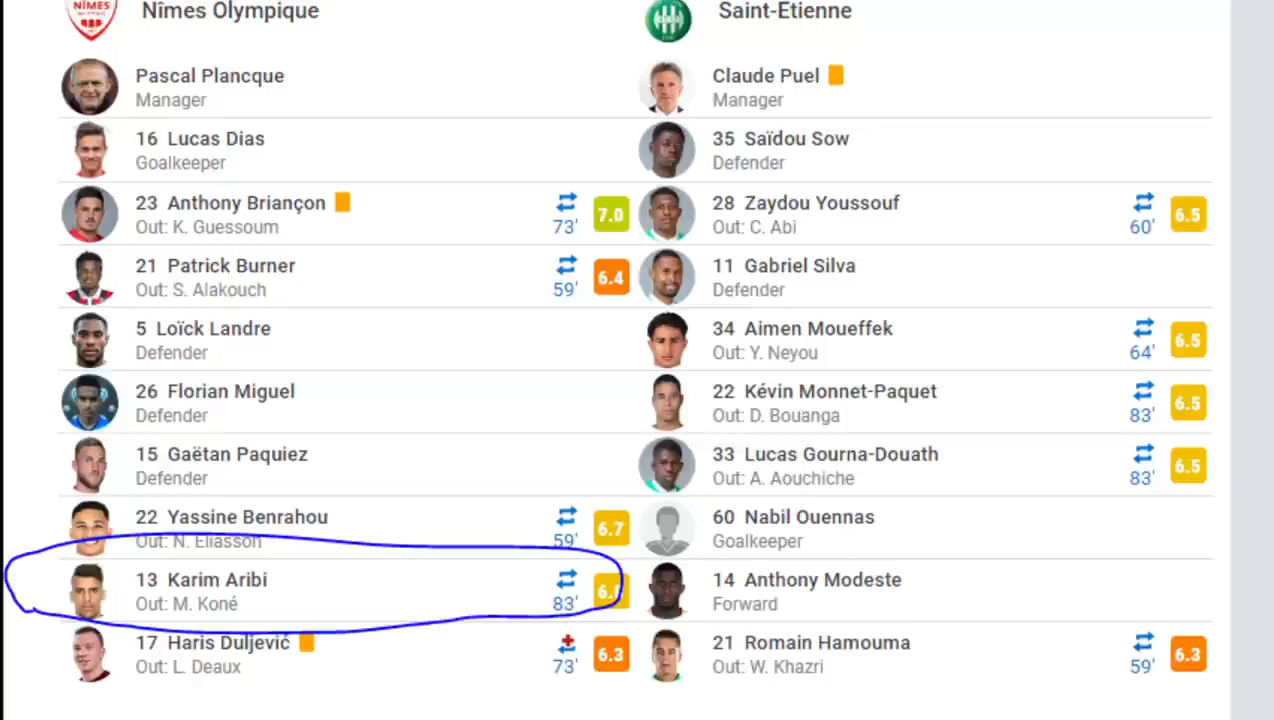 NÎMES
Nîmes Olympique
Saint-Etienne
Pascal Plancque
Manager
Claude Puel
Manager
16 Lucas Dias
Goalkeeper
35 Saïdou Sow
Defender
23 Anthony Briançon
Out: K. Guessoum
73'
7.0
28 Zaydou Youssouf
Out: C. Abi
60'
6.5
21 Patrick Burner
Out: S. Alakouch
59'
6.4
11 Gabriel Silva
Defender
5 Loïck Landre
Defender
34 Aimen Moueffek
Out: Y. Neyou
64'
6.5
26 Florian Miguel
Defender
22 Kévin Monnet-Paquet
Out: D. Bouanga
83'
6.5
15 Gaëtan Paquiez
Defender
33 Lucas Gourna-Douath
Out: A. Aouchiche
83'
6.5
22 Yassine Benrahou
Out: N. Eliasson
59'
6.7
60 Nabil Ouennas
Goalkeeper
13 Karim Aribi
Out: M. Koné
83'
14 Anthony Modeste
Forward
17 Haris Duljević
Out: L. Deaux
73'
6.3
21 Romain Hamouma
Out: W. Khazri
59'
6.3